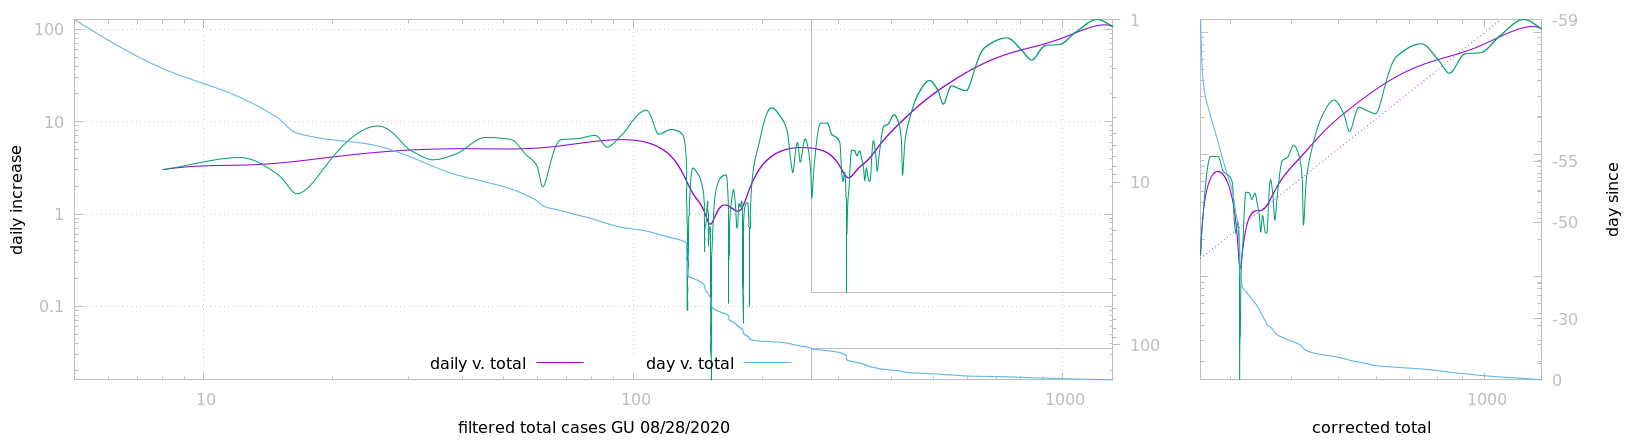 100
10
1
0.1
daily increase
1
10
100
daily v. total
day v. total
10
100
1000
filtered total cases GU 08/28/2020
-59
-55
-50
-30
0
day since
1000
corrected total